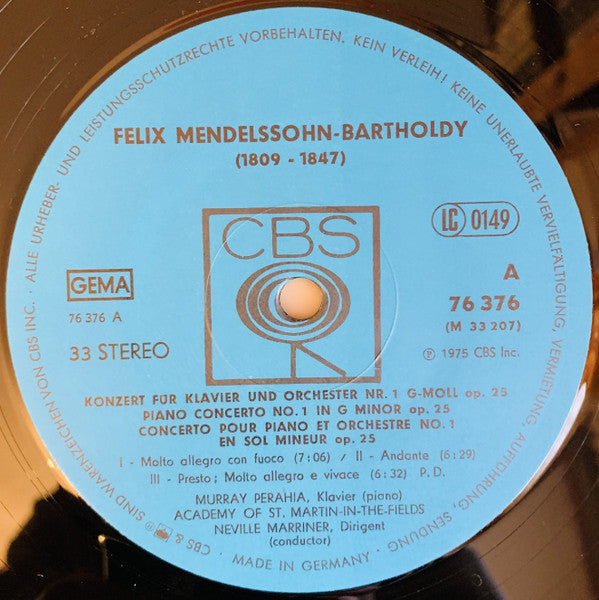 ALLE URHEBER- UND LEISTUNGSSCHUTZRECHTE VORBEHALTEN. KEIN VERLEIH! KEINE UNERLAUBTE VERVIELFÄLTIGUNG, VERMIETUNG, AUFFÜHRUNG, SENDUNG
FELIX MENDELSSOHN-BARTHOLDY
(1809 - 1847)
CBS
LC 0149
GEMA
A
76 376 A
76 376
(M 33 207)
33 STEREO
℗ 1975 CBS Inc.
KONZERT FÜR KLAVIER UND ORCHESTER NR. 1 G-MOLL op. 25
PIANO CONCERTO NO. 1 IN G MINOR op. 25
CONCERTO POUR PIANO ET ORCHESTRE NO. 1
EN SOL MINEUR op. 25
I - Molto allegro con fuoco (7:06) / II - Andante (6:29)
III - Presto; Molto allegro e vivace (6:32) P. D.
MURRAY PERAHIA, Klavier (piano)
ACADEMY OF ST. MARTIN-IN-THE-FIELDS
NEVILLE MARRINER, Dirigent
(conductor)
CBS & ® SIND WARENZEICHEN VON CBS INC. ·
· MADE IN GERMANY ·